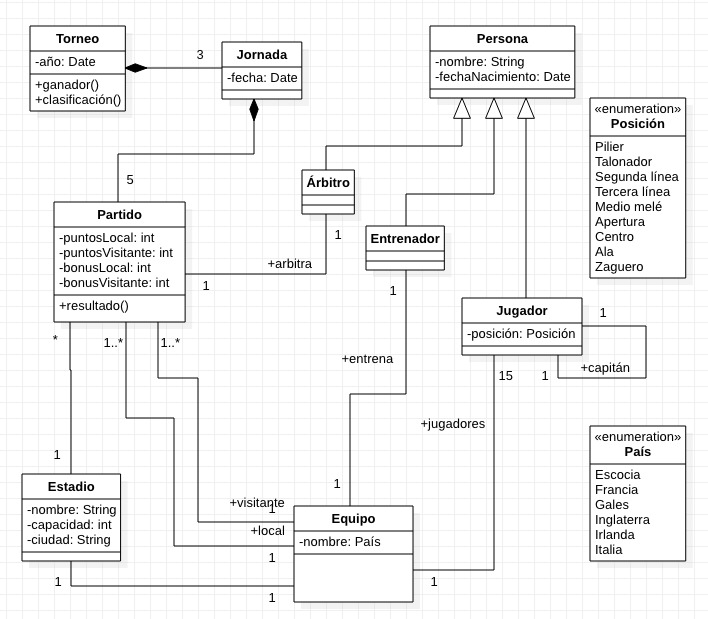 Torneo
-año: Date
+ganador()
+clasificación()
3
Jornada
-fecha: Date
Persona
-nombre: String
-fechaNacimiento: Date
«enumeration»
Posición
Pilier
Talonador
Segunda línea
Tercera línea
Medio melé
Apertura
Centro
Ala
Zaguero
5
Partido
-puntosLocal: int
-puntosVisitante: int
-bonusLocal: int
-bonusVisitante: int
+resultado()
Árbitro
1
+arbitra
1
Entrenador
1
+entrena
1
Jugador
-posición: Posición
1
1
+capitán
15
+jugadores
1
*
1..*
1..*
1
Estadio
-nombre: String
-capacidad: int
-ciudad: String
1
+visitante
1
+local
1
1
Equipo
-nombre: País
«enumeration»
País
Escocia
Francia
Gales
Inglaterra
Irlanda
Italia